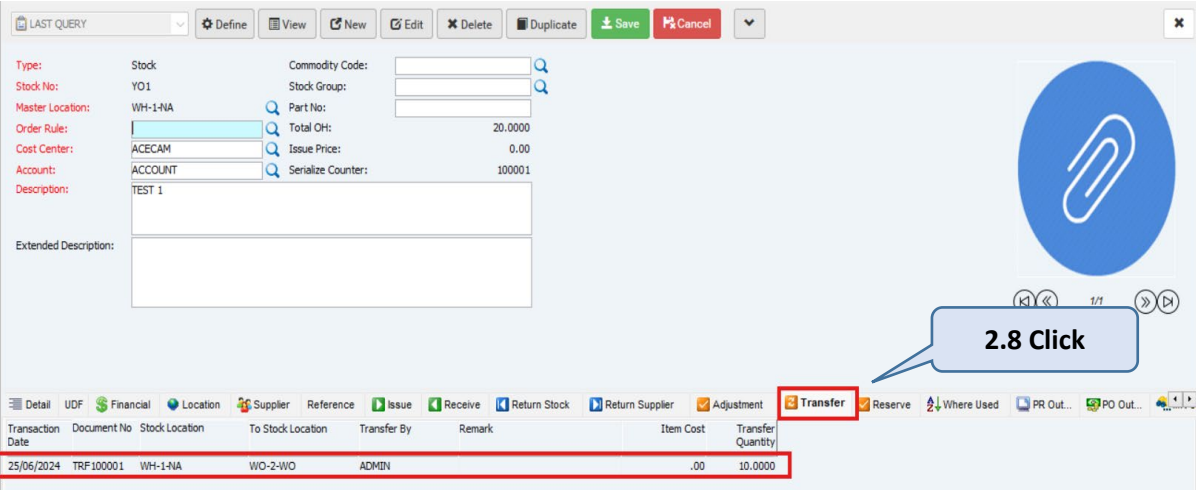 LAST QUERY Define View New Edit Delete Duplicate Save Cancel
Type: Stock Commodity Code:
Stock No: YO1 Stock Group:
Master Location: WH-1-NA Part No:
Order Rule: Total OH: 20.0000
Cost Center: ACECAM Issue Price: 0.00
Account: ACCOUNT Serialize Counter: 100001
Description: TEST 1
Extended Description:
1/1
2.8 Click
Detail UDF Financial Location Supplier Reference Issue Receive Return Stock Return Supplier Adjustment Transfer Reserve Where Used PR Out... PO Out...
Transaction Date Document No Stock Location To Stock Location Transfer By Remark Item Cost Transfer Quantity
25/06/2024 TRF100001 WH-1-NA WO-2-WO ADMIN .00 10.0000